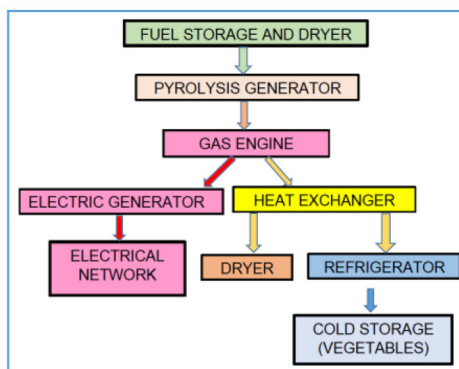 FUEL STORAGE AND DRYER
PYROLYSIS GENERATOR
GAS ENGINE
ELECTRIC GENERATOR
HEAT EXCHANGER
ELECTRICAL
NETWORK
DRYER
REFRIGERATOR
COLD STORAGE
(VEGETABLES)